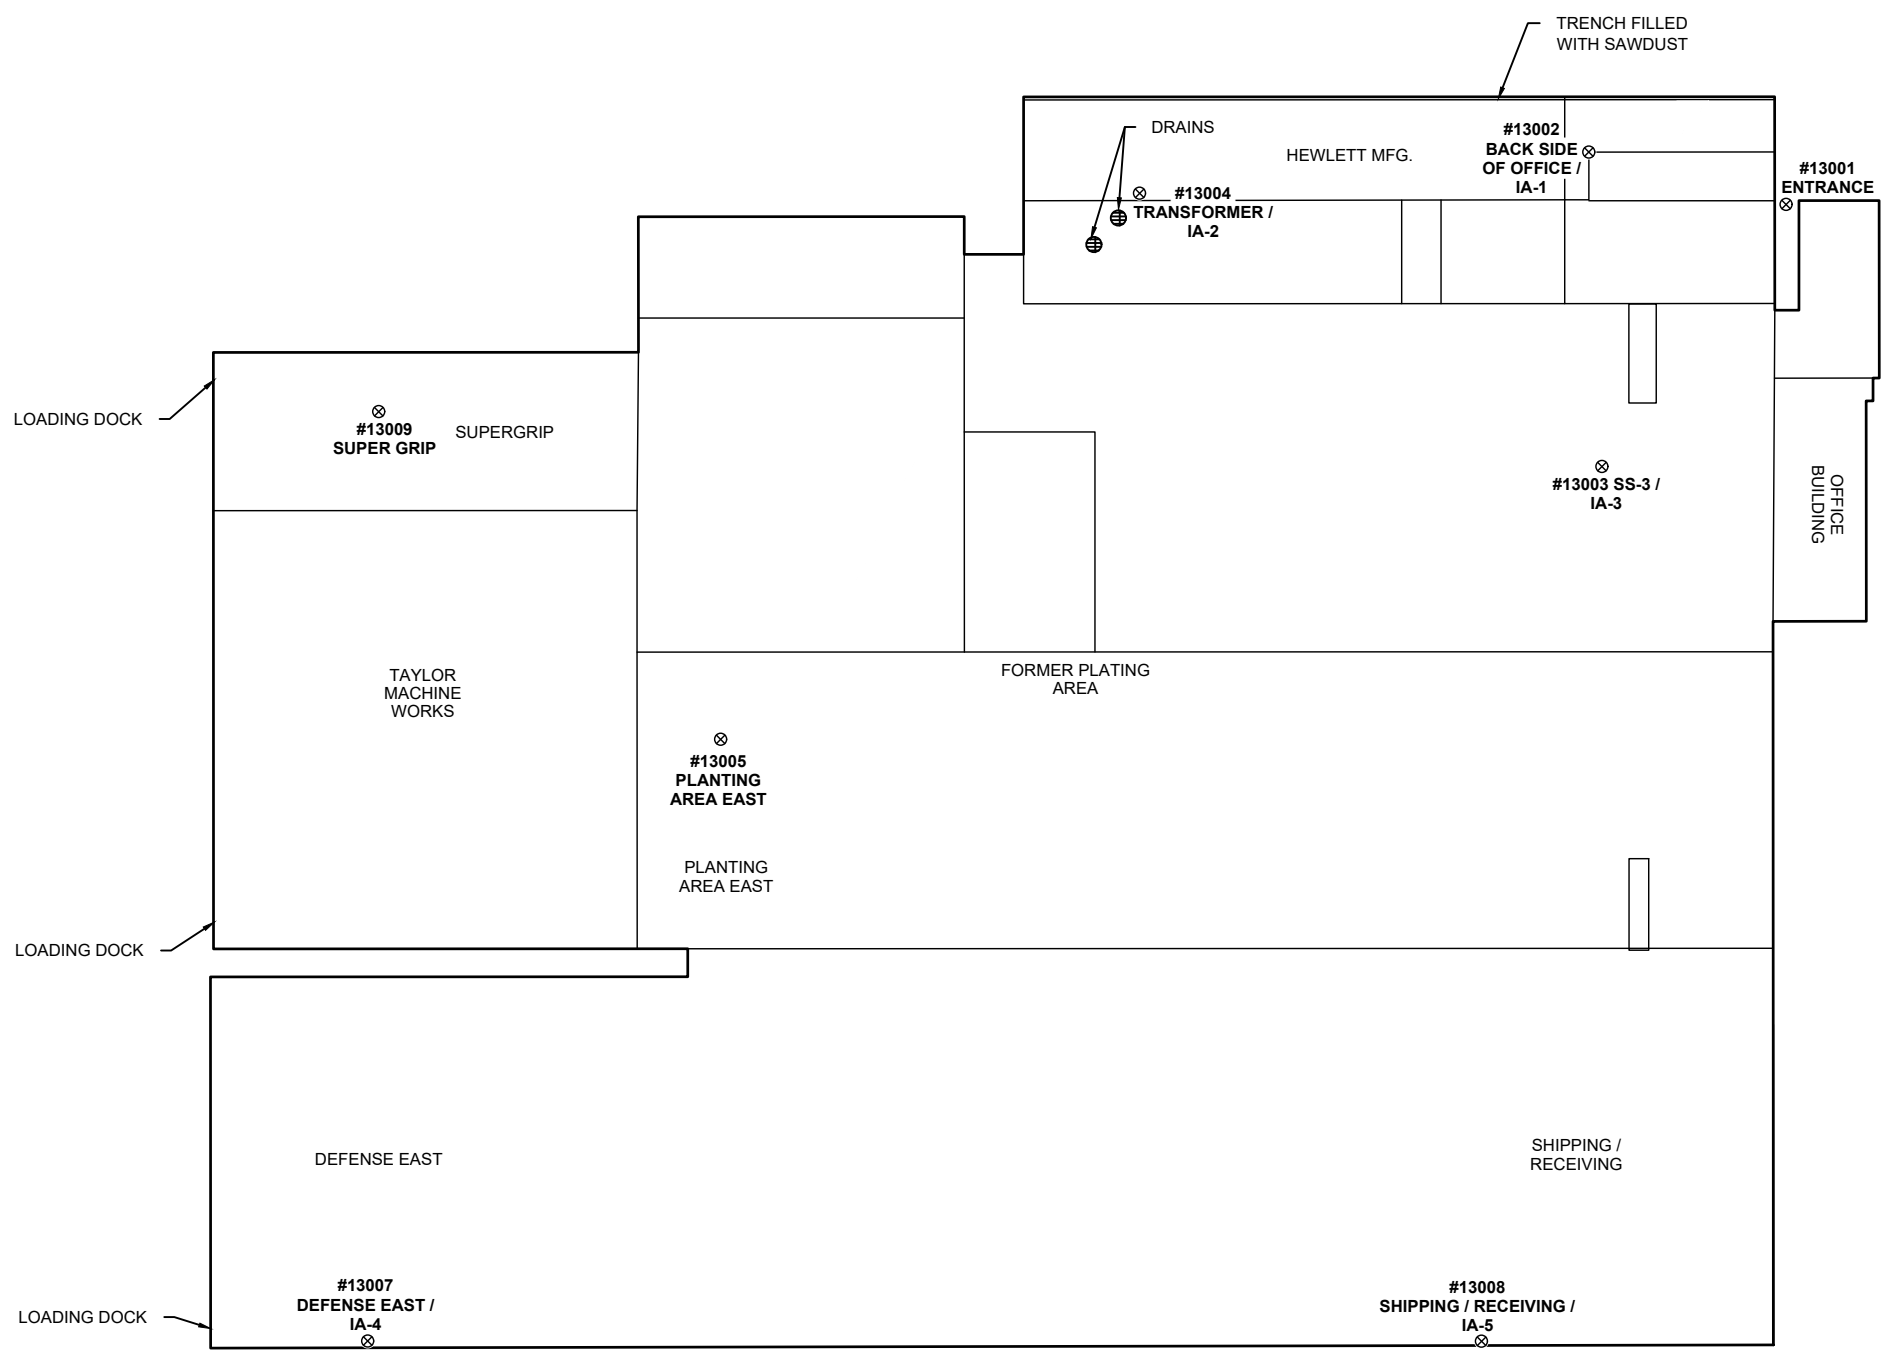 TRENCH FILLED
WITH SAWDUST
DRAINS
HEWLETT MFG.
#13002
BACK SIDE
OF OFFICE /
IA-1
#13001
ENTRANCE
#13004
TRANSFORMER /
IA-2
LOADING DOCK
#13009
SUPER GRIP
SUPERGRIP
#13003 SS-3 /
IA-3
OFFICE
BUILDING
TAYLOR
MACHINE
WORKS
FORMER PLATING
AREA
#13005
PLANTING
AREA EAST
PLANTING
AREA EAST
LOADING DOCK
DEFENSE EAST
SHIPPING /
RECEIVING
#13007
DEFENSE EAST /
IA-4
#13008
SHIPPING / RECEIVING /
IA-5
LOADING DOCK